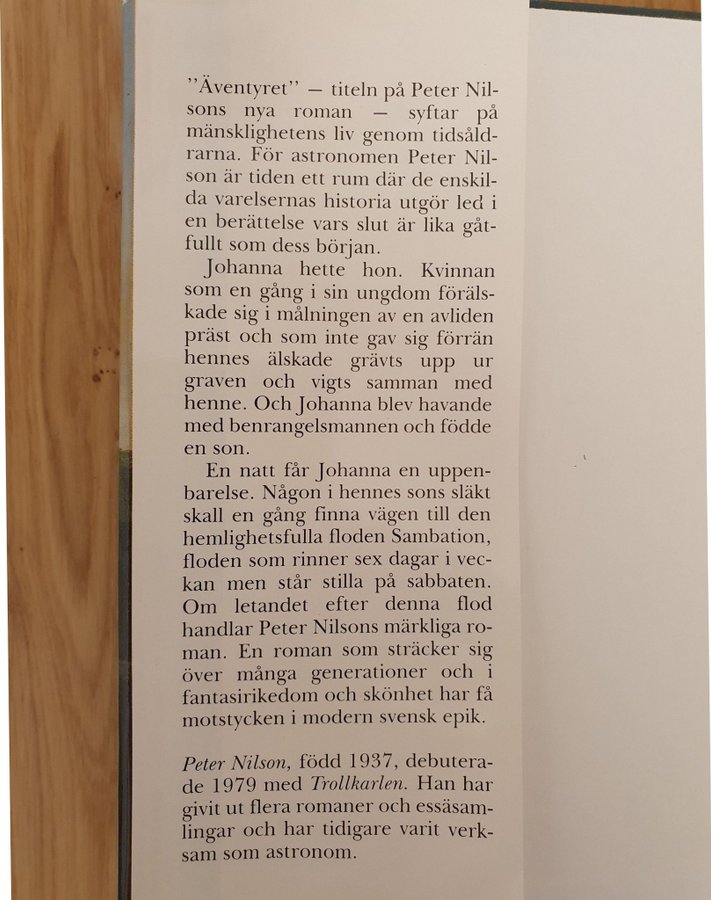 ”Äventyret” — titeln på Peter Nil-
sons nya roman — syftar på
mänsklighetens liv genom tidsåld-
rarna. För astronomen Peter Nil-
son är tiden ett rum där de enskil-
da varelsernas historia utgör led i
en berättelse vars slut är lika gåt-
fullt som dess början.
Johanna hette hon. Kvinnan
som en gång i sin ungdom föräls-
kade sig i målningen av en avliden
präst och som inte gav sig förrän
hennes älskade grävts upp ur
graven och vigts samman med
henne. Och Johanna blev havande
med benrangelsmannen och födde
en son.
En natt får Johanna en uppen-
barelse. Någon i hennes sons släkt
skall en gång finna vägen till den
hemlighetsfulla floden Sambation,
floden som rinner sex dagar i vec-
kan men står stilla på sabbaten.
Om letandet efter denna flod
handlar Peter Nilsons märkliga ro-
man. En roman som sträcker sig
över många generationer och i
fantasirikedom och skönhet har få
motstycken i modern svensk epik.
Peter Nilson, född 1937, debutera-
de 1979 med Trollkarlen. Han har
givit ut flera romaner och essäsam-
lingar och har tidigare varit verk-
sam som astronom.